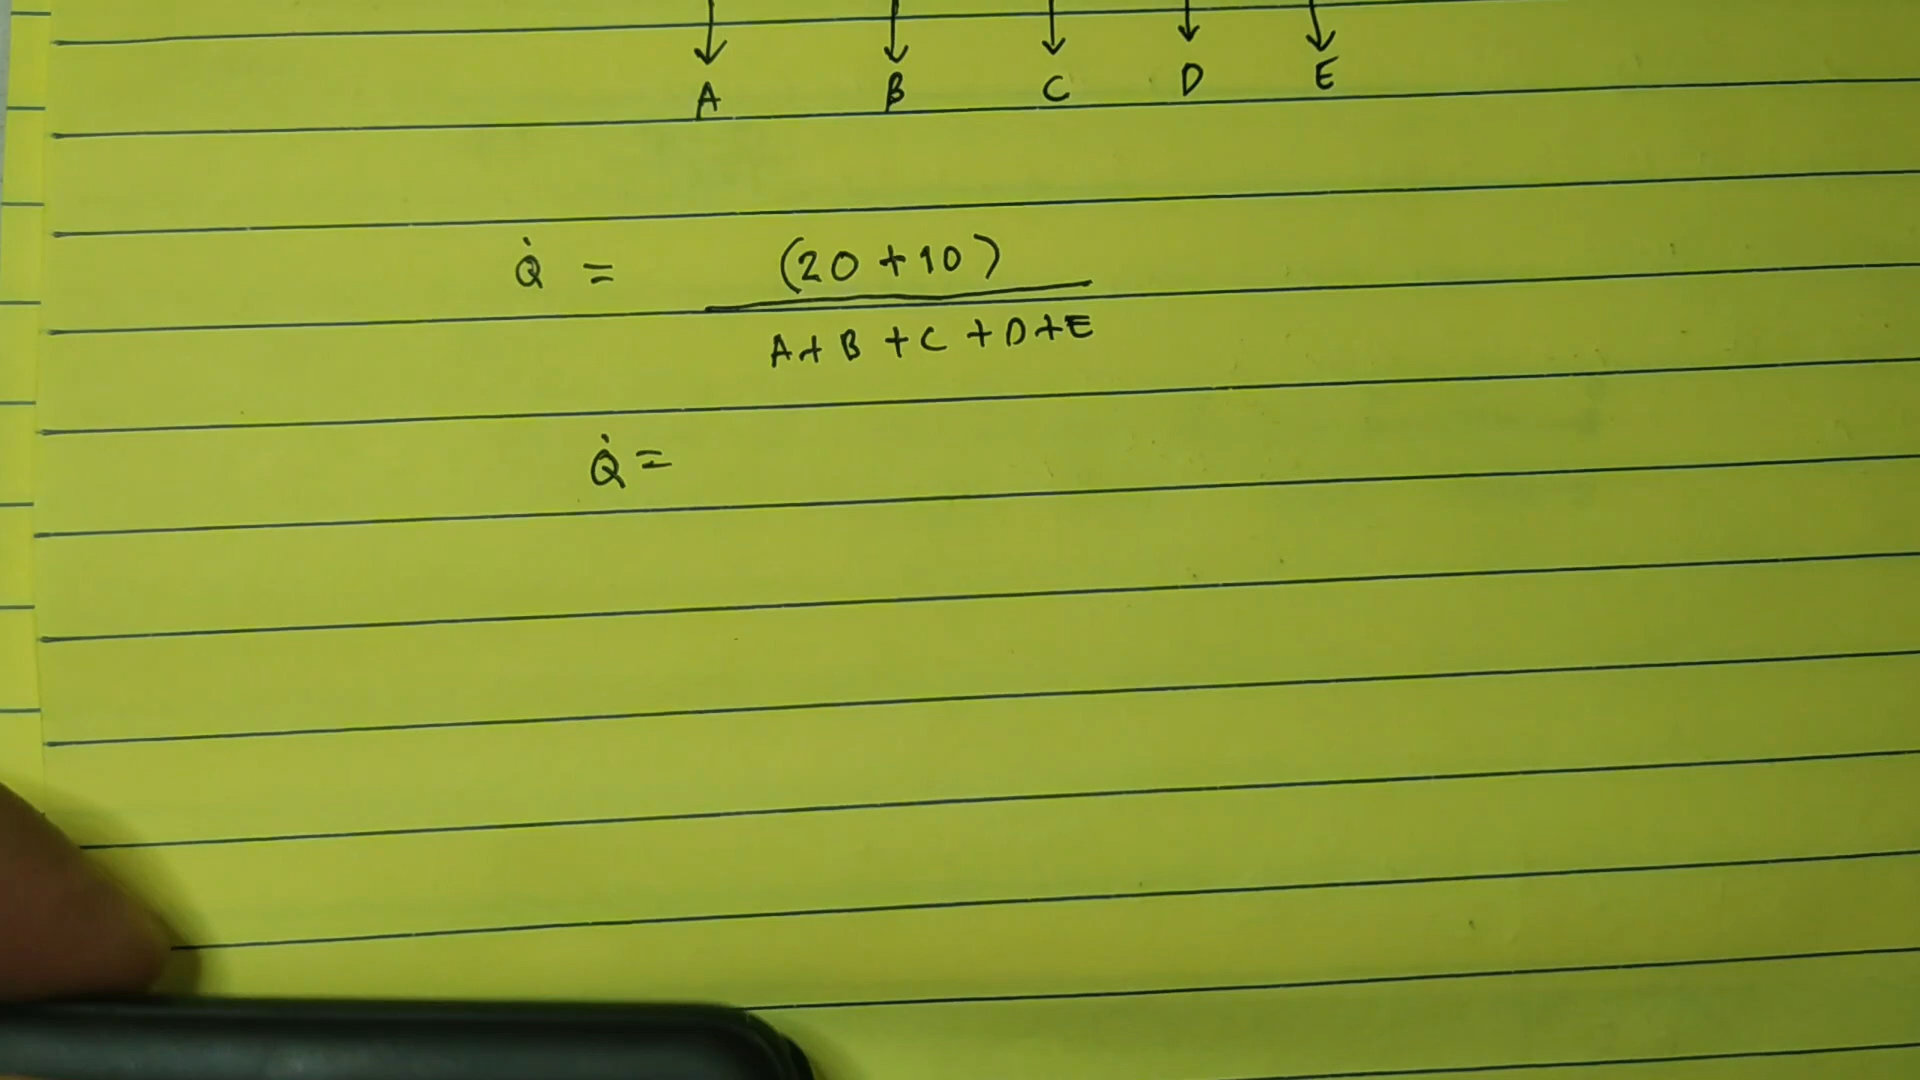 A B C D E
Q̇ = (20+10)
A+B+C+D+E
Q̇ =